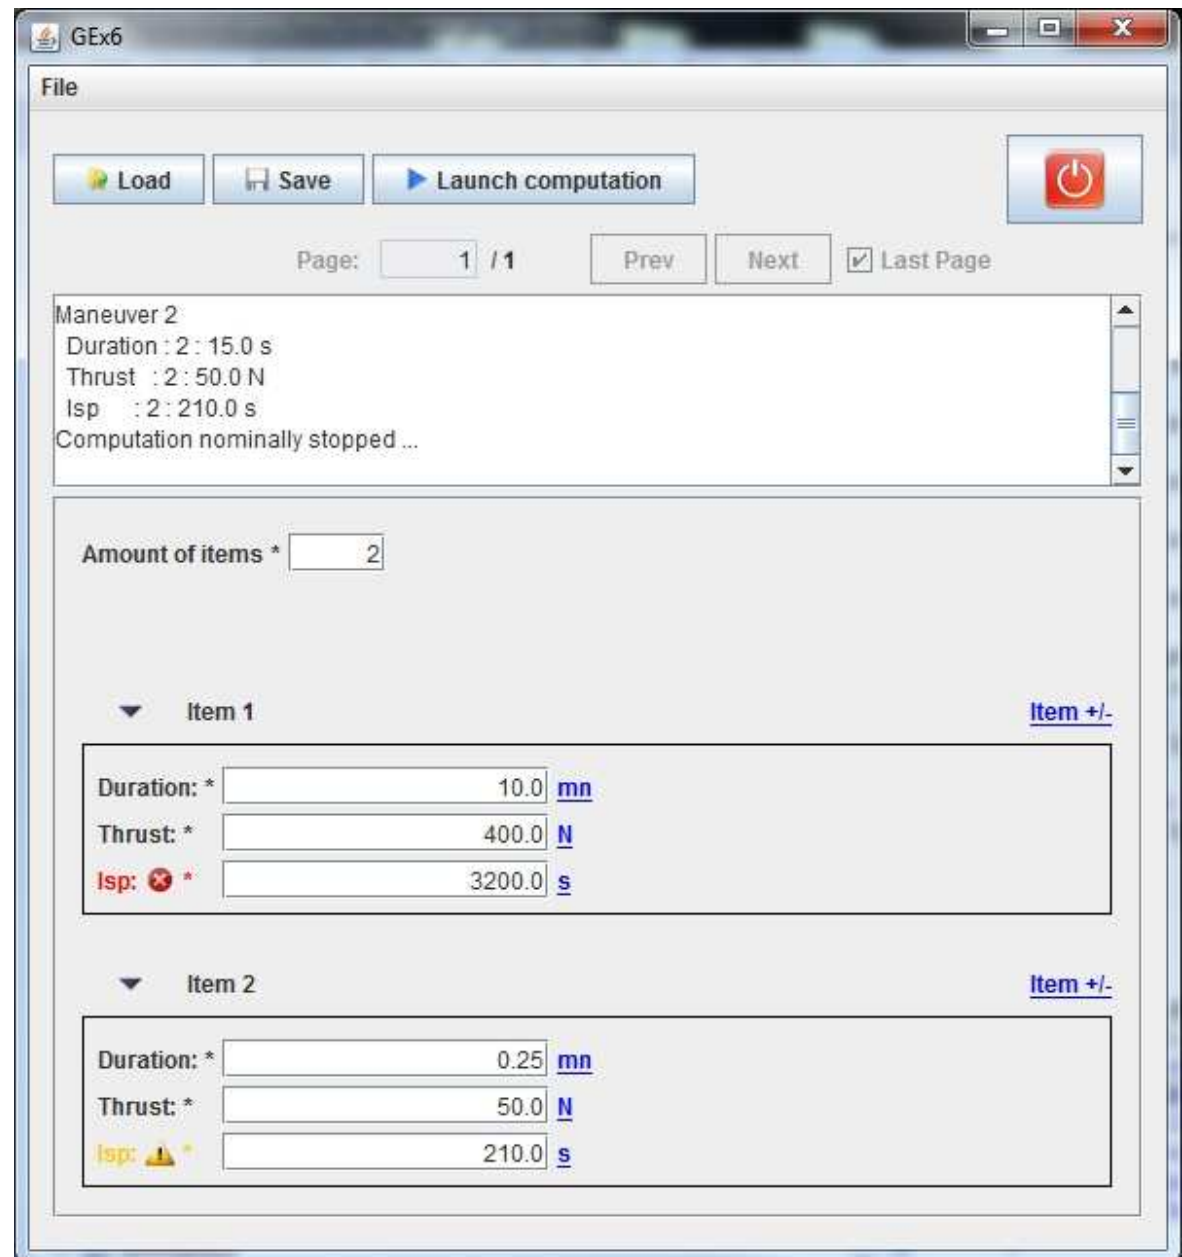 GEx6
File
Load Save Launch computation
Page: 1 / 1 Prev Next Last Page
Maneuver 2
Duration : 2 : 15.0 s
Thrust : 2 : 50.0 N
Isp : 2 : 210.0 s
Computation nominally stopped ...
Amount of items * 2
Item 1 Item +/-
Duration: * 10.0 mn
Thrust: * 400.0 N
Isp: * 3200.0 s
Item 2 Item +/-
Duration: * 0.25 mn
Thrust: * 50.0 N
Isp: * 210.0 s